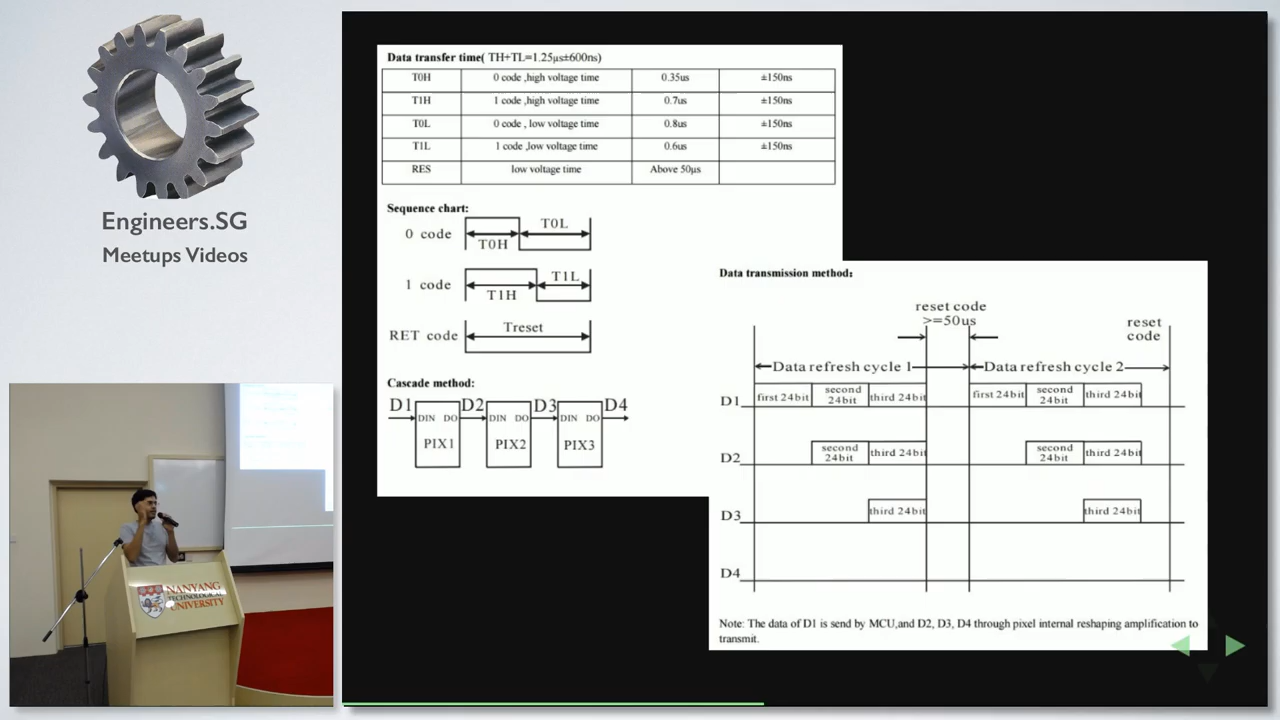 Engineers.SG
Meetups Videos
NANYANG
TECHNOLOGICAL
UNIVERSITY
Data transfer time( TH+TL=1.25μs±600ns)
T0H 0 code ,high voltage time 0.35us ±150ns
T1H 1 code ,high voltage time 0.7us ±150ns
T0L 0 code , low voltage time 0.8us ±150ns
T1L 1 code ,low voltage time 0.6us ±150ns
RES low voltage time Above 50μs
Sequence chart:
0 code T0H T0L
1 code T1H T1L
RET code Treset
Cascade method:
D1 D2 D3 D4
DIN DO DIN DO DIN DO
PIX1 PIX2 PIX3
Data transmission method:
reset code
>=50us
reset
code
Data refresh cycle 1 Data refresh cycle 2
D1 first 24bit second 24bit third 24bit first 24bit second 24bit third 24bit
D2 second 24bit third 24bit second 24bit third 24bit
D3 third 24bit third 24bit
D4
Note: The data of D1 is send by MCU,and D2, D3, D4 through pixel internal reshaping amplification to
transmit.